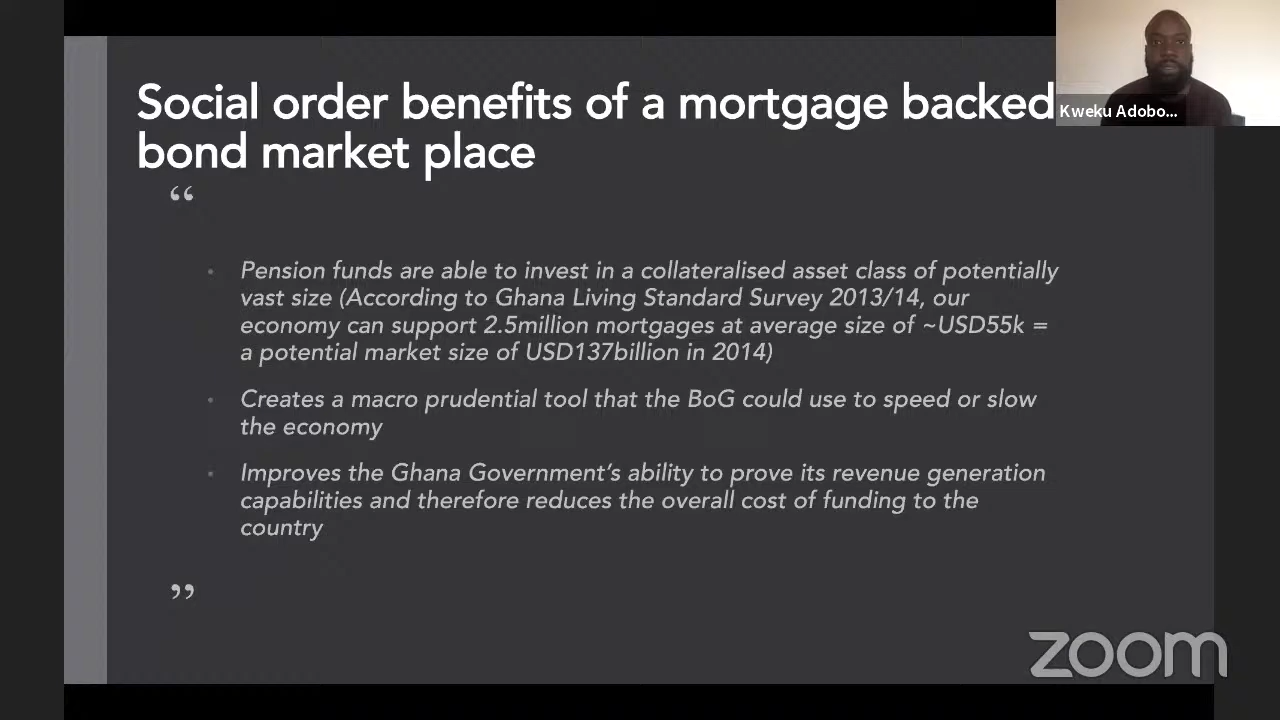 Social order benefits of a mortgage backed
bond market place
Kweku Adobo...
“
• Pension funds are able to invest in a collateralised asset class of potentially
vast size (According to Ghana Living Standard Survey 2013/14, our
economy can support 2.5million mortgages at average size of ~USD55k =
a potential market size of USD137billion in 2014)
• Creates a macro prudential tool that the BoG could use to speed or slow
the economy
• Improves the Ghana Government’s ability to prove its revenue generation
capabilities and therefore reduces the overall cost of funding to the
country
”
zoom